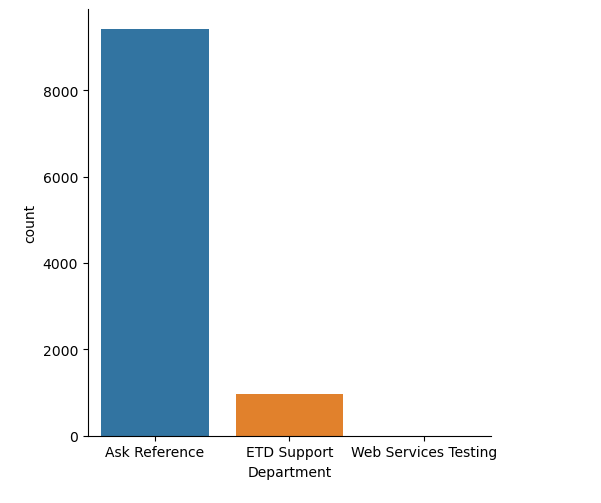 8000
6000
count
4000
2000
0
Ask Reference ETD Support Web Services Testing
Department